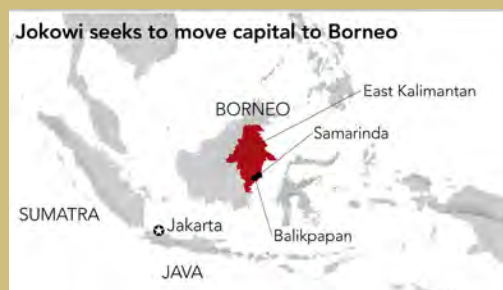 Jokowi seeks to move capital to Borneo
East Kalimantan
BORNEO
Samarinda
SUMATRA
Jakarta
Balikpapan
JAVA